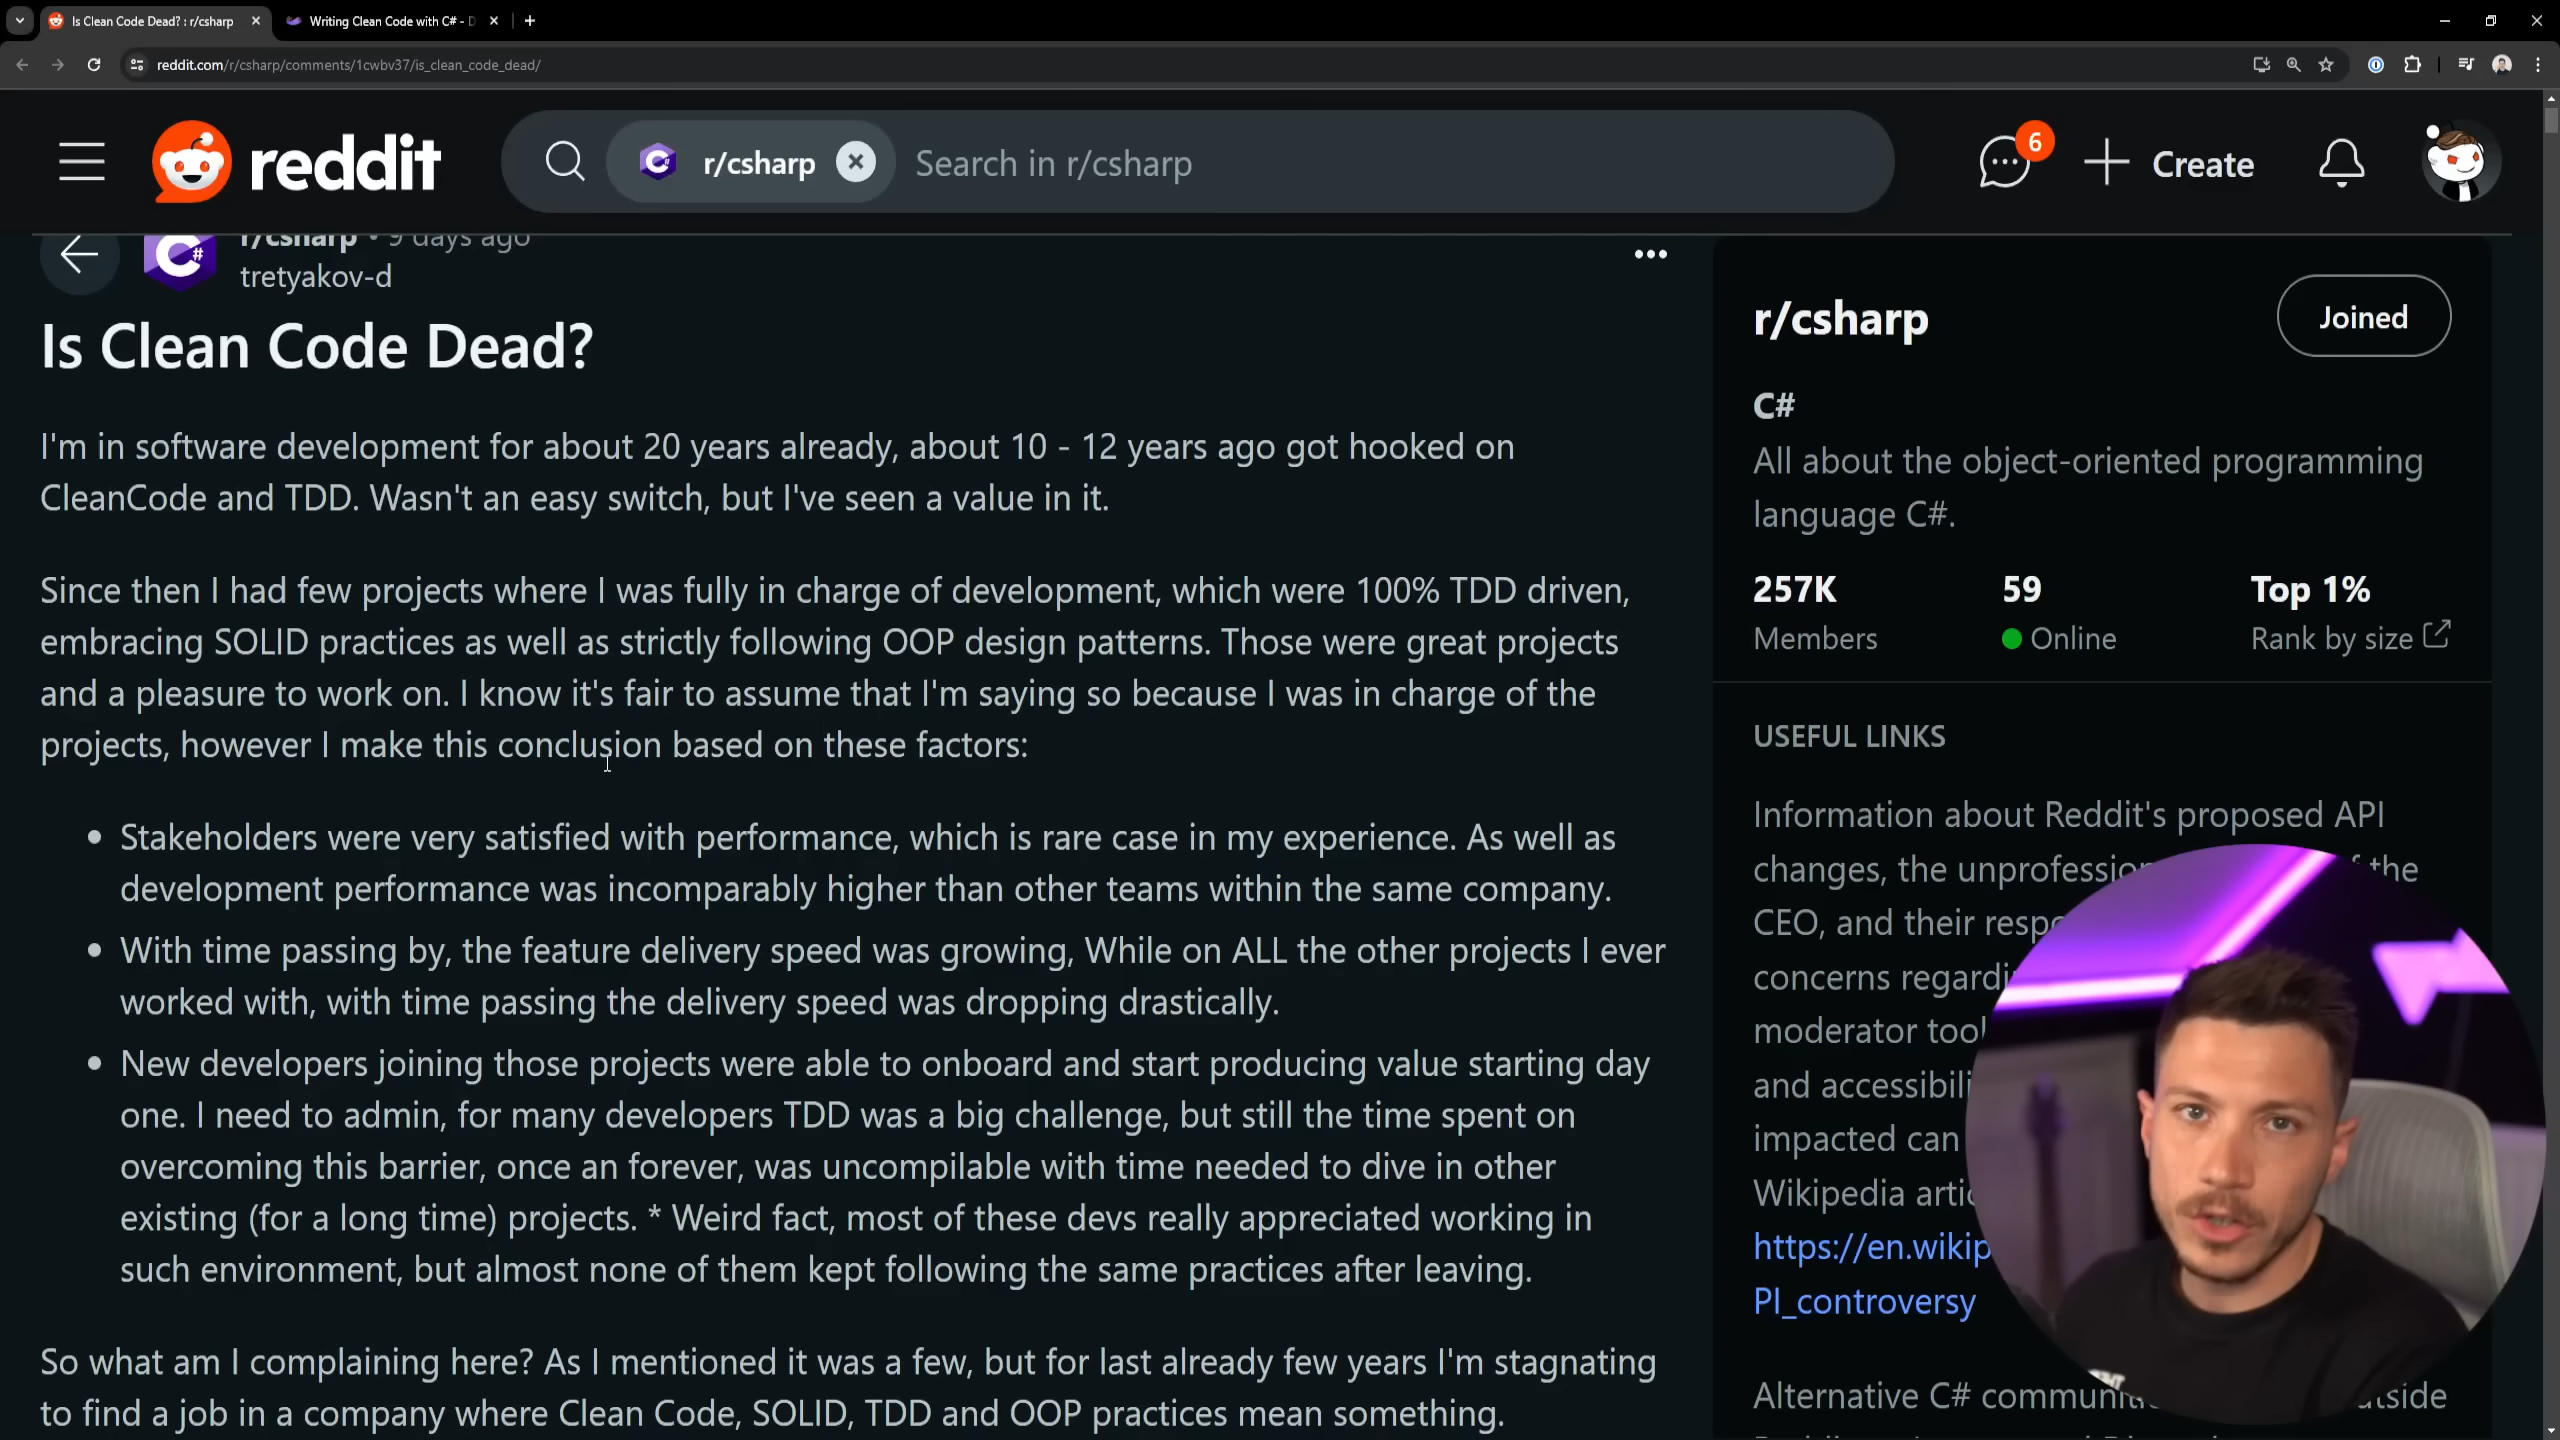 Is Clean Code Dead? : r/csharp
Writing Clean Code with C# - D
reddit.com/r/csharp/comments/1cwbv37/is_clean_code_dead/
reddit
r/csharp
Search in r/csharp
6
Create
r/csharp • 9 days ago
tretyakov-d
Is Clean Code Dead?
I'm in software development for about 20 years already, about 10 - 12 years ago got hooked on
CleanCode and TDD. Wasn't an easy switch, but I've seen a value in it.
Since then I had few projects where I was fully in charge of development, which were 100% TDD driven,
embracing SOLID practices as well as strictly following OOP design patterns. Those were great projects
and a pleasure to work on. I know it's fair to assume that I'm saying so because I was in charge of the
projects, however I make this conclusion based on these factors:
• Stakeholders were very satisfied with performance, which is rare case in my experience. As well as
development performance was incomparably higher than other teams within the same company.
• With time passing by, the feature delivery speed was growing, While on ALL the other projects I ever
worked with, with time passing the delivery speed was dropping drastically.
• New developers joining those projects were able to onboard and start producing value starting day
one. I need to admin, for many developers TDD was a big challenge, but still the time spent on
overcoming this barrier, once an forever, was uncompilable with time needed to dive in other
existing (for a long time) projects. * Weird fact, most of these devs really appreciated working in
such environment, but almost none of them kept following the same practices after leaving.
So what am I complaining here? As I mentioned it was a few, but for last already few years I'm stagnating
to find a job in a company where Clean Code, SOLID, TDD and OOP practices mean something.
r/csharp
Joined
C#
All about the object-oriented programming
language C#.
257K
Members
59
Online
Top 1%
Rank by size
USEFUL LINKS
Information about Reddit's proposed API
changes, the the
CEO, and their
concerns
moderator
and
impacted can
Wikipedia
https://en.wikip
PI_controversy
Alternative C#